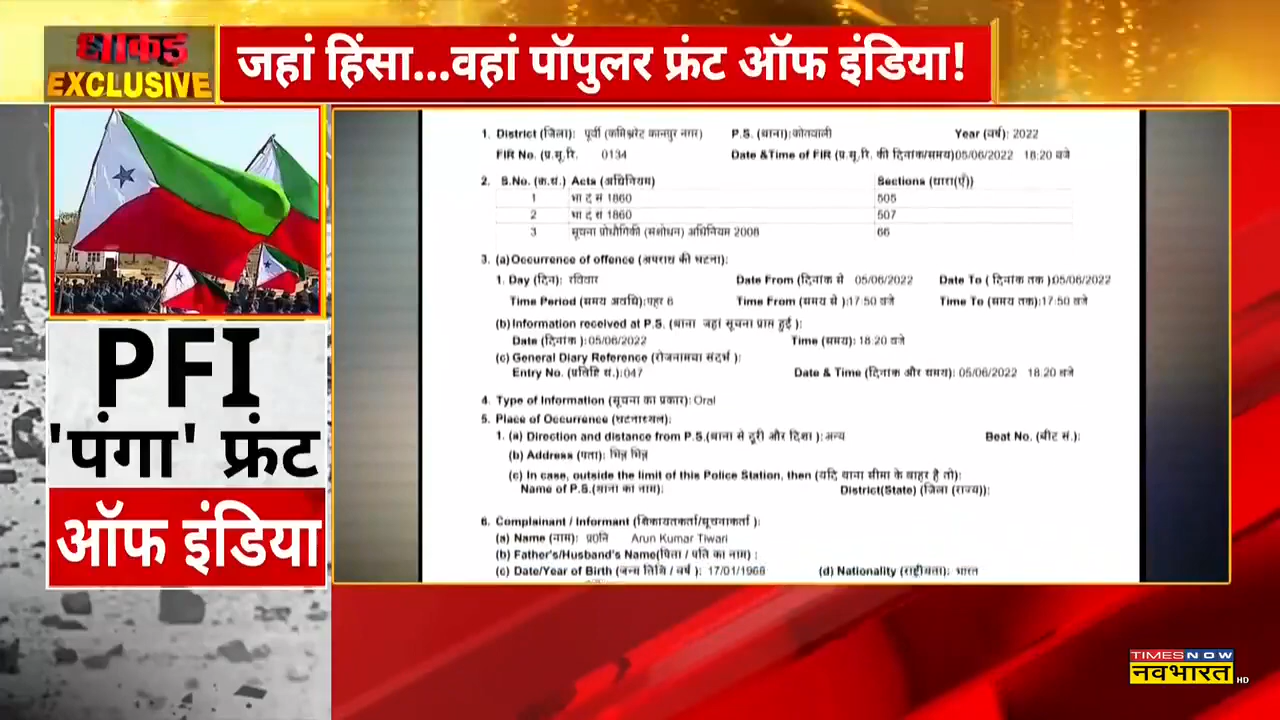 धाकड़
EXCLUSIVE
जहां हिंसा...वहां पॉपुलर फ्रंट ऑफ इंडिया!
PFI
'पंगा' फ्रंट
ऑफ इंडिया
1. District (जिला): पूर्वी (कमिश्नरेट कानपुर नगर) P.S. (थाना):कोतवाली Year (वर्ष): 2022
FIR No. (प्र.सू.रि. 0134 Date &Time of FIR (प्र.सू.रि. की दिनांक/समय)05/06/2022 18:20 बजे
2. S.No. (क.सं.) Acts (अधिनियम) Sections (धारा(एँ))
1 भा दं सं 1860 505
2 भा दं सं 1860 507
3 सूचना प्रौद्योगिकी (संशोधन) अधिनियम 2008 66
3. (a) Occurrence of offence (अपराध की घटना):
1. Day (दिन): रविवार Date From (दिनांक से 05/06/2022 Date To ( दिनांक तक )05/06/2022
Time Period (समय अवधि):पहर 6 Time From (समय से ):17:50 बजे Time To (समय तक):17:50 बजे
(b) Information received at P.S. (थाना जहां सूचना प्राप्त हुई ):
Date (दिनांक ):05/06/2022 Time (समय): 18.20 बजे
(c) General Diary Reference (रोजनामचा संदर्भ ):
Entry No. (प्रविष्टि सं.):047 Date & Time (दिनांक और समय): 05/06/2022 18.20 बजे
4. Type of Information (सूचना का प्रकार): Oral
5. Place of Occurrence (घटनास्थल):
1. (a) Direction and distance from P.S.(थाना से दूरी और दिशा ):अन्य Beat No. (बीट सं.):
(b) Address (पता): भिन्न भिन्न
(c) In case, outside the limit of this Police Station, then (यदि थाना सीमा के बाहर है तो):
Name of P.S.(थाना का नाम): District(State) (जिला (राज्य)):
6. Complainant / Informant (शिकायतकर्ता/सूचनाकर्ता ):
(a) Name (नाम): प्र0नि Arun Kumar Tiwari
(b) Father's/Husband's Name(पिता / पति का नाम) :
(c) Date/Year of Birth (जन्म तिथि / वर्ष ): 17/01/1968 (d) Nationality (राष्ट्रीयता): भारत
TIMES NOW
नवभारत HD